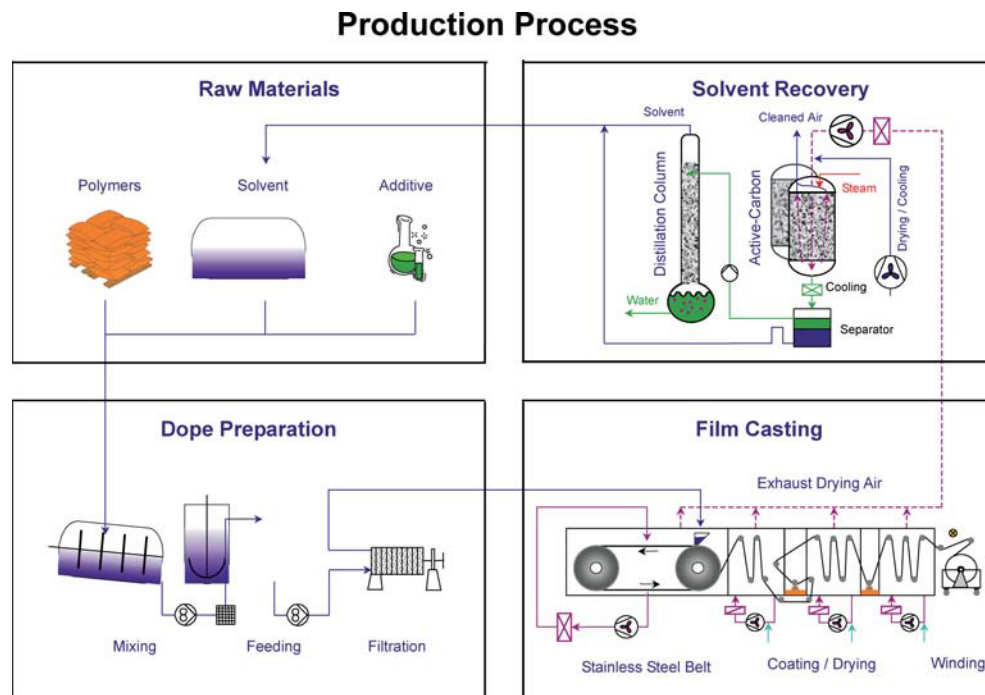 Production Process
Raw Materials
Polymers
Solvent
Additive
Solvent Recovery
Solvent
Cleaned Air
Distillation Column
Active-Carbon
Steam
Drying / Cooling
Cooling
Water
Separator
Dope Preparation
Mixing
Feeding
Filtration
Film Casting
Exhaust Drying Air
Stainless Steel Belt
Coating / Drying
Winding